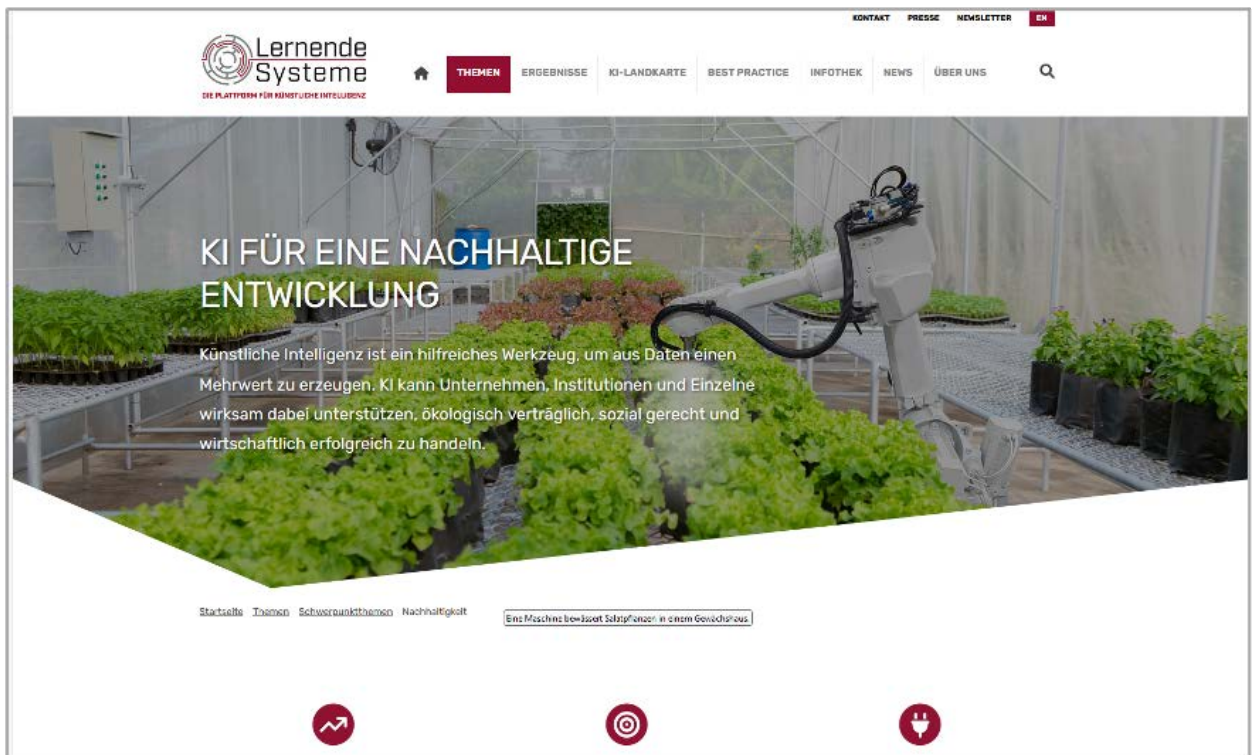 KONTAKT PRESSE NEWSLETTER EN
Lernende
Systeme
DIE PLATTFORM FÜR KÜNSTLICHE INTELLIGENZ
THEMEN ERGEBNISSE KI-LANDKARTE BEST PRACTICE INFOTHEK NEWS ÜBER UNS
KI FÜR EINE NACHHALTIGE
ENTWICKLUNG
Künstliche Intelligenz ist ein hilfreiches Werkzeug, um aus Daten einen
Mehrwert zu erzeugen. KI kann Unternehmen, Institutionen und Einzelne
wirksam dabei unterstützen, ökologisch verträglich, sozial gerecht und
wirtschaftlich erfolgreich zu handeln.
Startseite Themen Schwerpunktthemen Nachhaltigkeit
Eine Maschine bewässert Salatpflanzen in einem Gewächshaus.